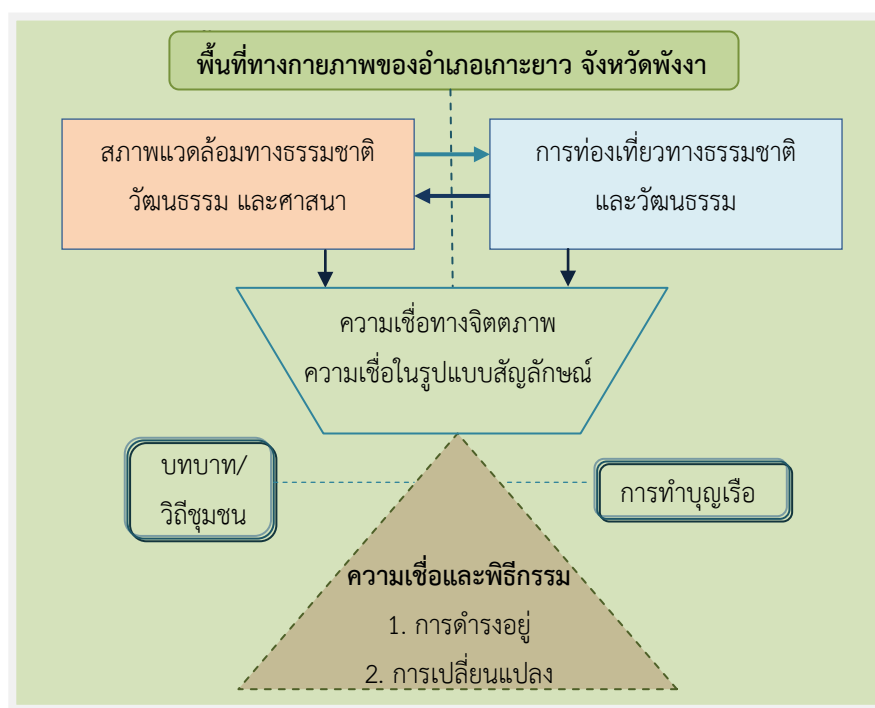 พื้นที่ทางกายภาพของอำเภอเกาะยาว จังหวัดพังงา
สภาพแวดล้อมทางธรรมชาติ
วัฒนธรรม และศาสนา
การท่องเที่ยวทางธรรมชาติ
และวัฒนธรรม
ความเชื่อทางจิตตภาพ
ความเชื่อในรูปแบบสัญลักษณ์
บทบาท/
วิถีชุมชน
การทำบุญเรือ
ความเชื่อและพิธีกรรม
1. การดำรงอยู่
2. การเปลี่ยนแปลง